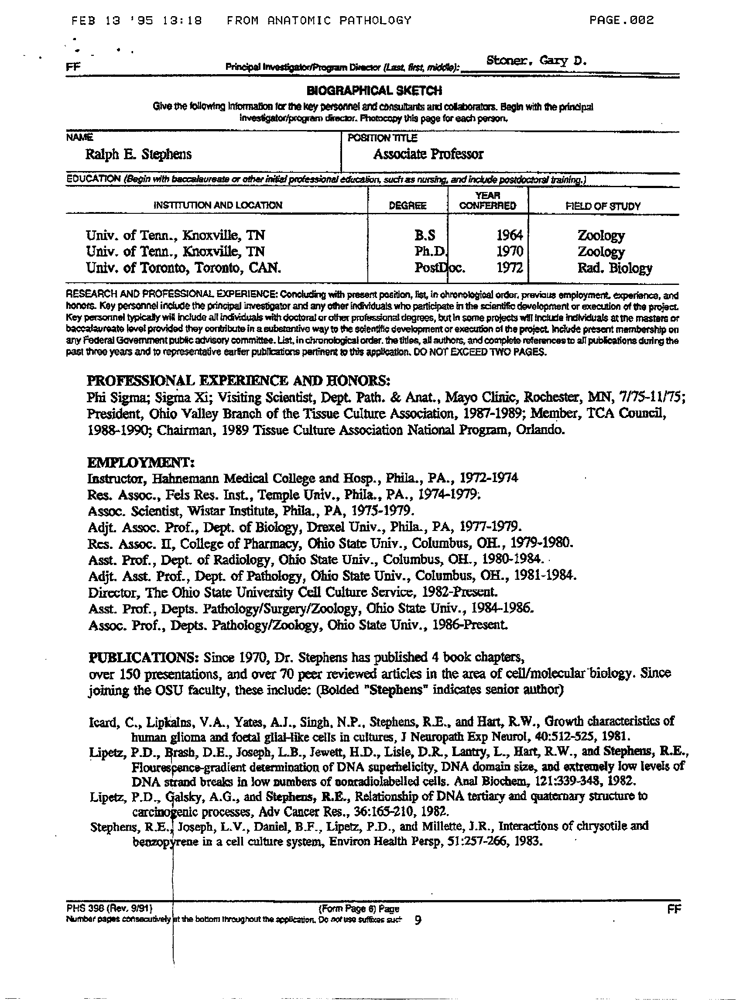 FEB 13 '95 13:18 FROM ANATOMIC PATHOLOGY PAGE.002
FF
Principal Investigator/Program Director (Last, first, middle): Stoner, Gary D.
BIOGRAPHICAL SKETCH
Give the following information for the key personnel and consultants and collaborators. Begin with the principal
investigator/program director. Photocopy this page for each person.
NAME POSITION TITLE
Ralph E. Stephens Associate Professor
EDUCATION (Begin with baccalaureate or other initial professional education, such as nursing, and include postdoctoral training.)
INSTITUTION AND LOCATION DEGREE YEAR CONFERRED FIELD OF STUDY
Univ. of Tenn., Knoxville, TN B.S 1964 Zoology
Univ. of Tenn., Knoxville, TN Ph.D. 1970 Zoology
Univ. of Toronto, Toronto, CAN. PostDoc. 1972 Rad. Biology
RESEARCH AND PROFESSIONAL EXPERIENCE: Concluding with present position, list, in chronological order, previous employment, experience, and
honors. Key personnel include the principal investigator and any other individuals who participate in the scientific development or execution of the project.
Key personnel typically will include all individuals with doctoral or other professional degrees, but in some projects will include individuals at the masters or
baccalaureate level provided they contribute in a substantive way to the scientific development or execution of the project. Include present membership on
any Federal Government public advisory committee. List, in chronological order, the titles, all authors, and complete references to all publications during the
past three years and to representative earlier publications pertinent to this application. DO NOT EXCEED TWO PAGES.
PROFESSIONAL EXPERIENCE AND HONORS:
Phi Sigma; Sigma Xi; Visiting Scientist, Dept. Path. & Anat., Mayo Clinic, Rochester, MN, 7/75-11/75;
President, Ohio Valley Branch of the Tissue Culture Association, 1987-1989; Member, TCA Council,
1988-1990; Chairman, 1989 Tissue Culture Association National Program, Orlando.
EMPLOYMENT:
Instructor, Hahnemann Medical College and Hosp., Phila., PA., 1972-1974
Res. Assoc., Fels Res. Inst., Temple Univ., Phila., PA., 1974-1979.
Assoc. Scientist, Wistar Institute, Phila., PA, 1975-1979.
Adjt. Assoc. Prof., Dept. of Biology, Drexel Univ., Phila., PA, 1977-1979.
Res. Assoc. II, College of Pharmacy, Ohio State Univ., Columbus, OH., 1979-1980.
Asst. Prof., Dept. of Radiology, Ohio State Univ., Columbus, OH., 1980-1984.
Adjt. Asst. Prof., Dept. of Pathology, Ohio State Univ., Columbus, OH., 1981-1984.
Director, The Ohio State University Cell Culture Service, 1982-Present.
Asst. Prof., Depts. Pathology/Surgery/Zoology, Ohio State Univ., 1984-1986.
Assoc. Prof., Depts. Pathology/Zoology, Ohio State Univ., 1986-Present.
PUBLICATIONS: Since 1970, Dr. Stephens has published 4 book chapters,
over 150 presentations, and over 70 peer reviewed articles in the area of cell/molecular biology. Since
joining the OSU faculty, these include: (Bolded "Stephens" indicates senior author)
Icard, C., Lipkalns, V.A., Yates, A.J., Singh, N.P., Stephens, R.E., and Hart, R.W., Growth characteristics of
human glioma and foetal glial-like cells in cultures, J Neuropath Exp Neurol, 40:512-525, 1981.
Lipetz, P.D., Brash, D.E., Joseph, L.B., Jewett, H.D., Lisle, D.R., Lantry, L., Hart, R.W., and Stephens, R.E.,
Flourespence-gradient determination of DNA superhelicity, DNA domain size, and extremely low levels of
DNA strand breaks in low numbers of nonradiolabelled cells. Anal Biochem, 121:339-348, 1982.
Lipetz, P.D., Galsky, A.G., and Stephens, R.E., Relationship of DNA tertiary and quaternary structure to
carcinogenic processes, Adv Cancer Res., 36:165-210, 1982.
Stephens, R.E., Joseph, L.V., Daniel, B.F., Lipetz, P.D., and Millette, J.R., Interactions of chrysotile and
benzopyrene in a cell culture system, Environ Health Persp, 51:257-266, 1983.
PHS 398 (Rev. 9/91) (Form Page 6) Page FF
Number pages consecutively at the bottom throughout the application. Do not use suffixes such 9